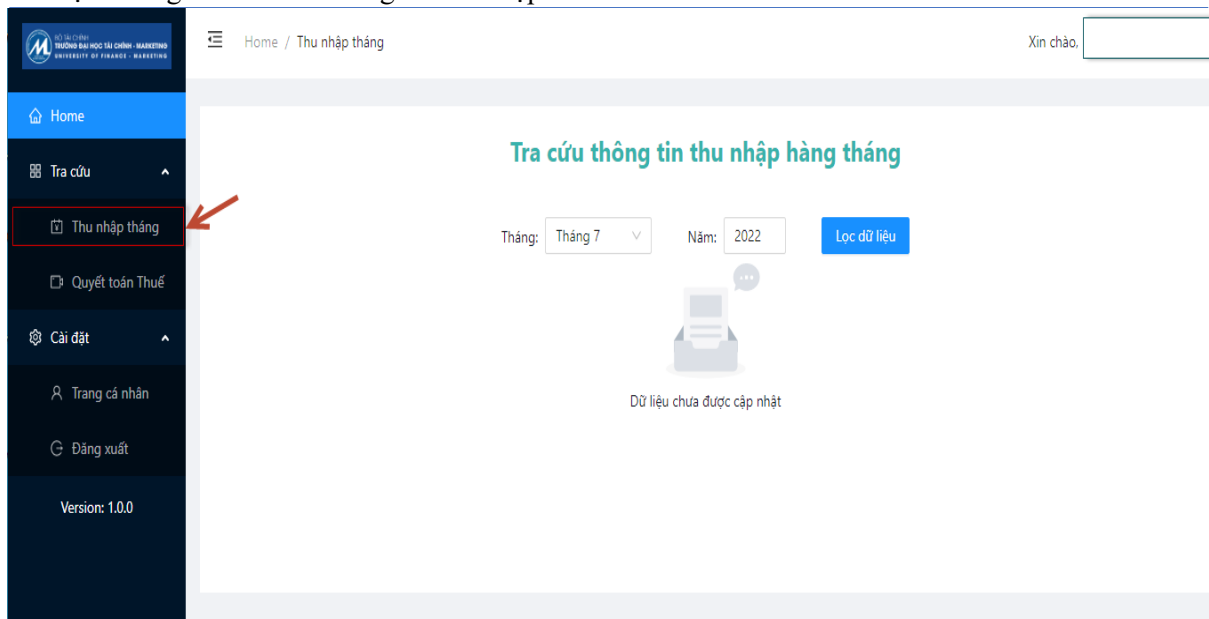 BỘ TÀI CHÍNH
TRƯỜNG ĐẠI HỌC TÀI CHÍNH - MARKETING
UNIVERSITY OF FINANCE - MARKETING
Home / Thu nhập tháng
Xin chào,
Home
Tra cứu
Thu nhập tháng
Quyết toán Thuế
Cài đặt
Trang cá nhân
Đăng xuất
Version: 1.0.0
Tra cứu thông tin thu nhập hàng tháng
Tháng: Tháng 7 Năm: 2022 Lọc dữ liệu
Dữ liệu chưa được cập nhật